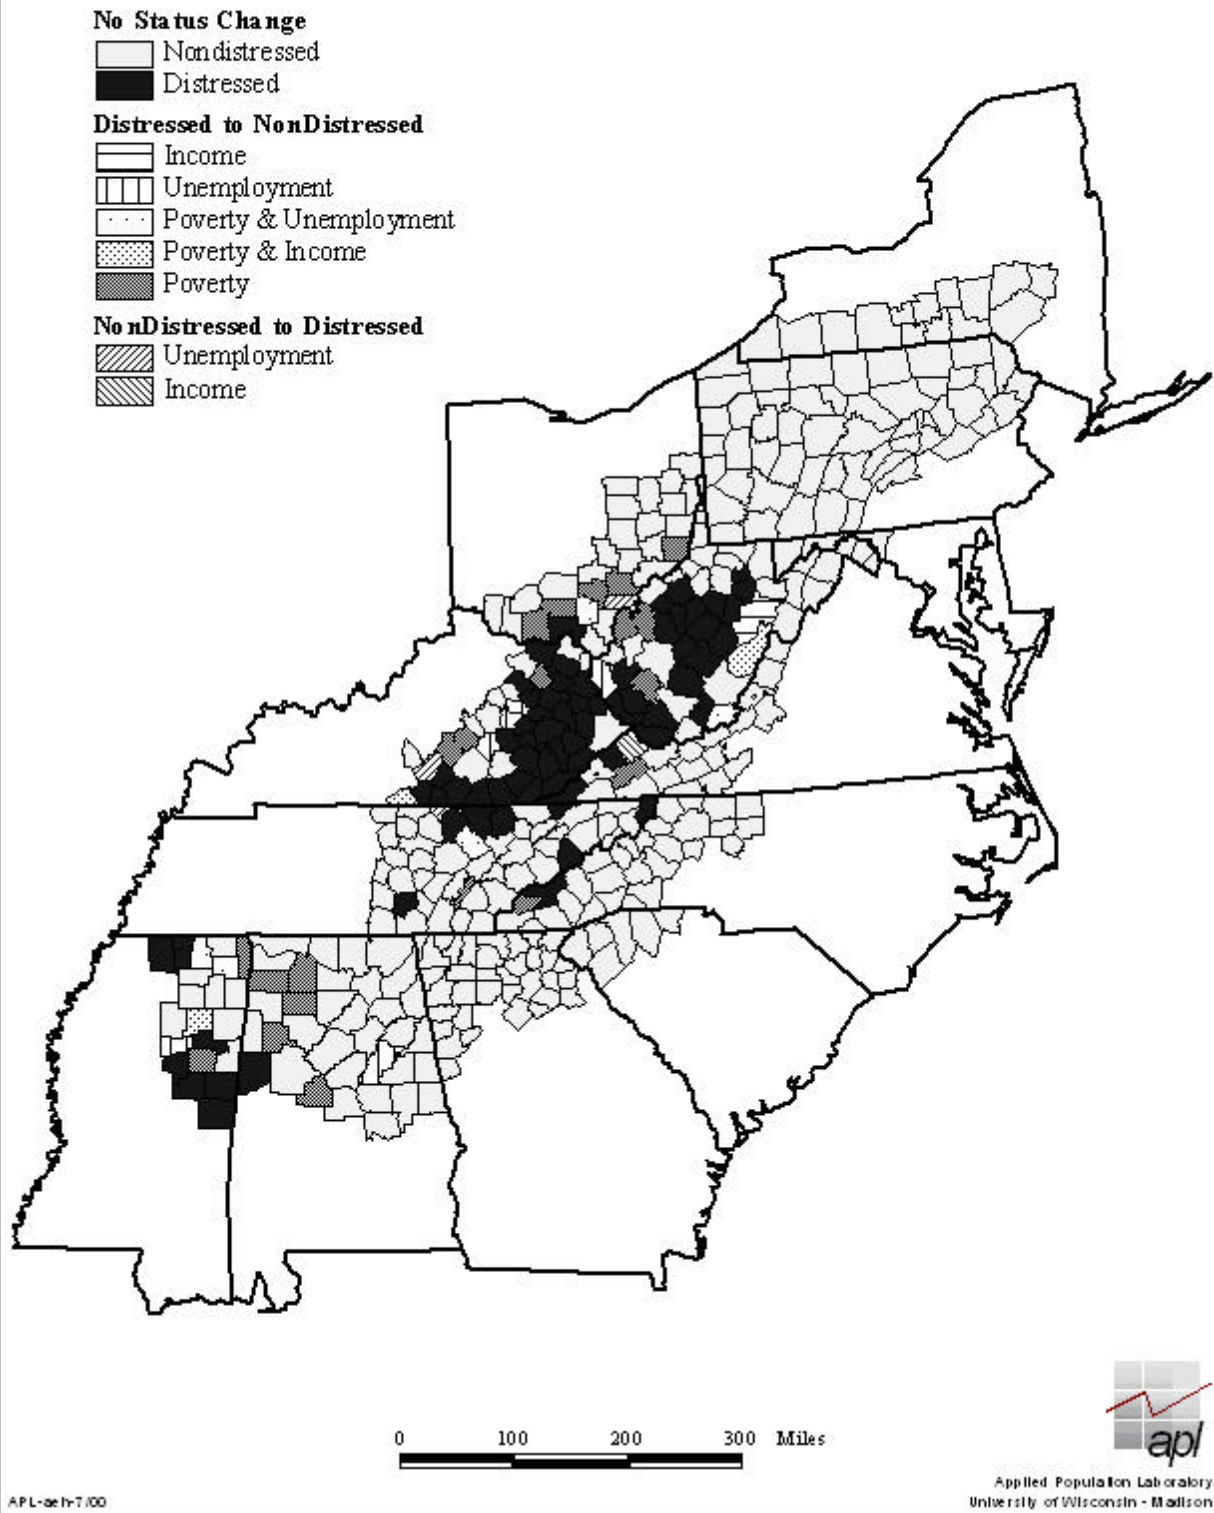 No Status Change
Nondistressed
Distressed
Distressed to NonDistressed
Income
Unemployment
Poverty & Unemployment
Poverty & Income
Poverty
NonDistressed to Distressed
Unemployment
Income
0 100 200 300 Miles
apl
Applied Population Laboratory
University of Wisconsin - Madison
APL-aeh-7/00